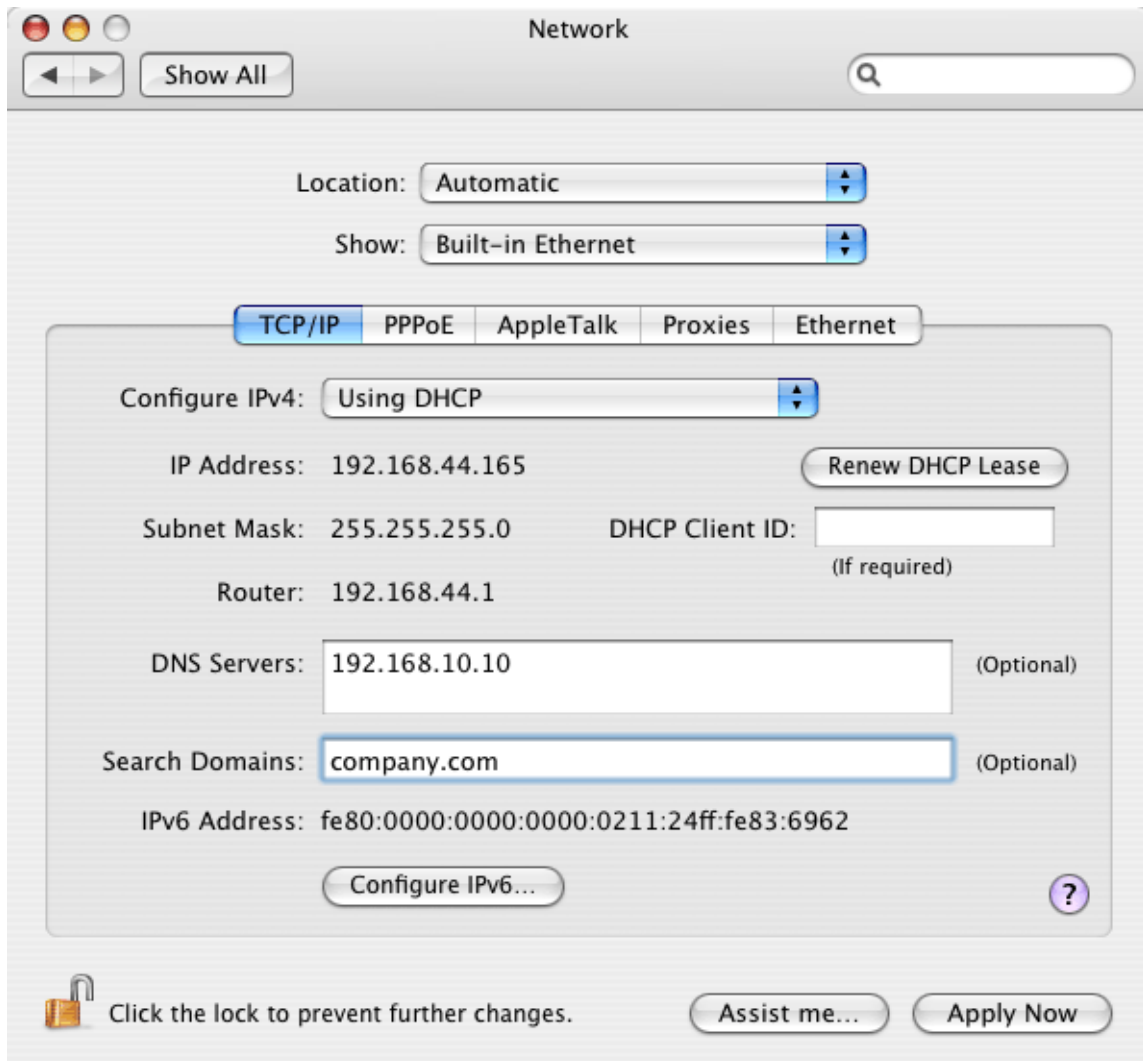 Network
Show All
Location: Automatic
Show: Built-in Ethernet
TCP/IP PPPoE AppleTalk Proxies Ethernet
Configure IPv4: Using DHCP
IP Address: 192.168.44.165 Renew DHCP Lease
Subnet Mask: 255.255.255.0 DHCP Client ID:
(If required)
Router: 192.168.44.1
DNS Servers: 192.168.10.10 (Optional)
Search Domains: company.com (Optional)
IPv6 Address: fe80:0000:0000:0000:0211:24ff:fe83:6962
Configure IPv6... ?
Click the lock to prevent further changes. Assist me... Apply Now